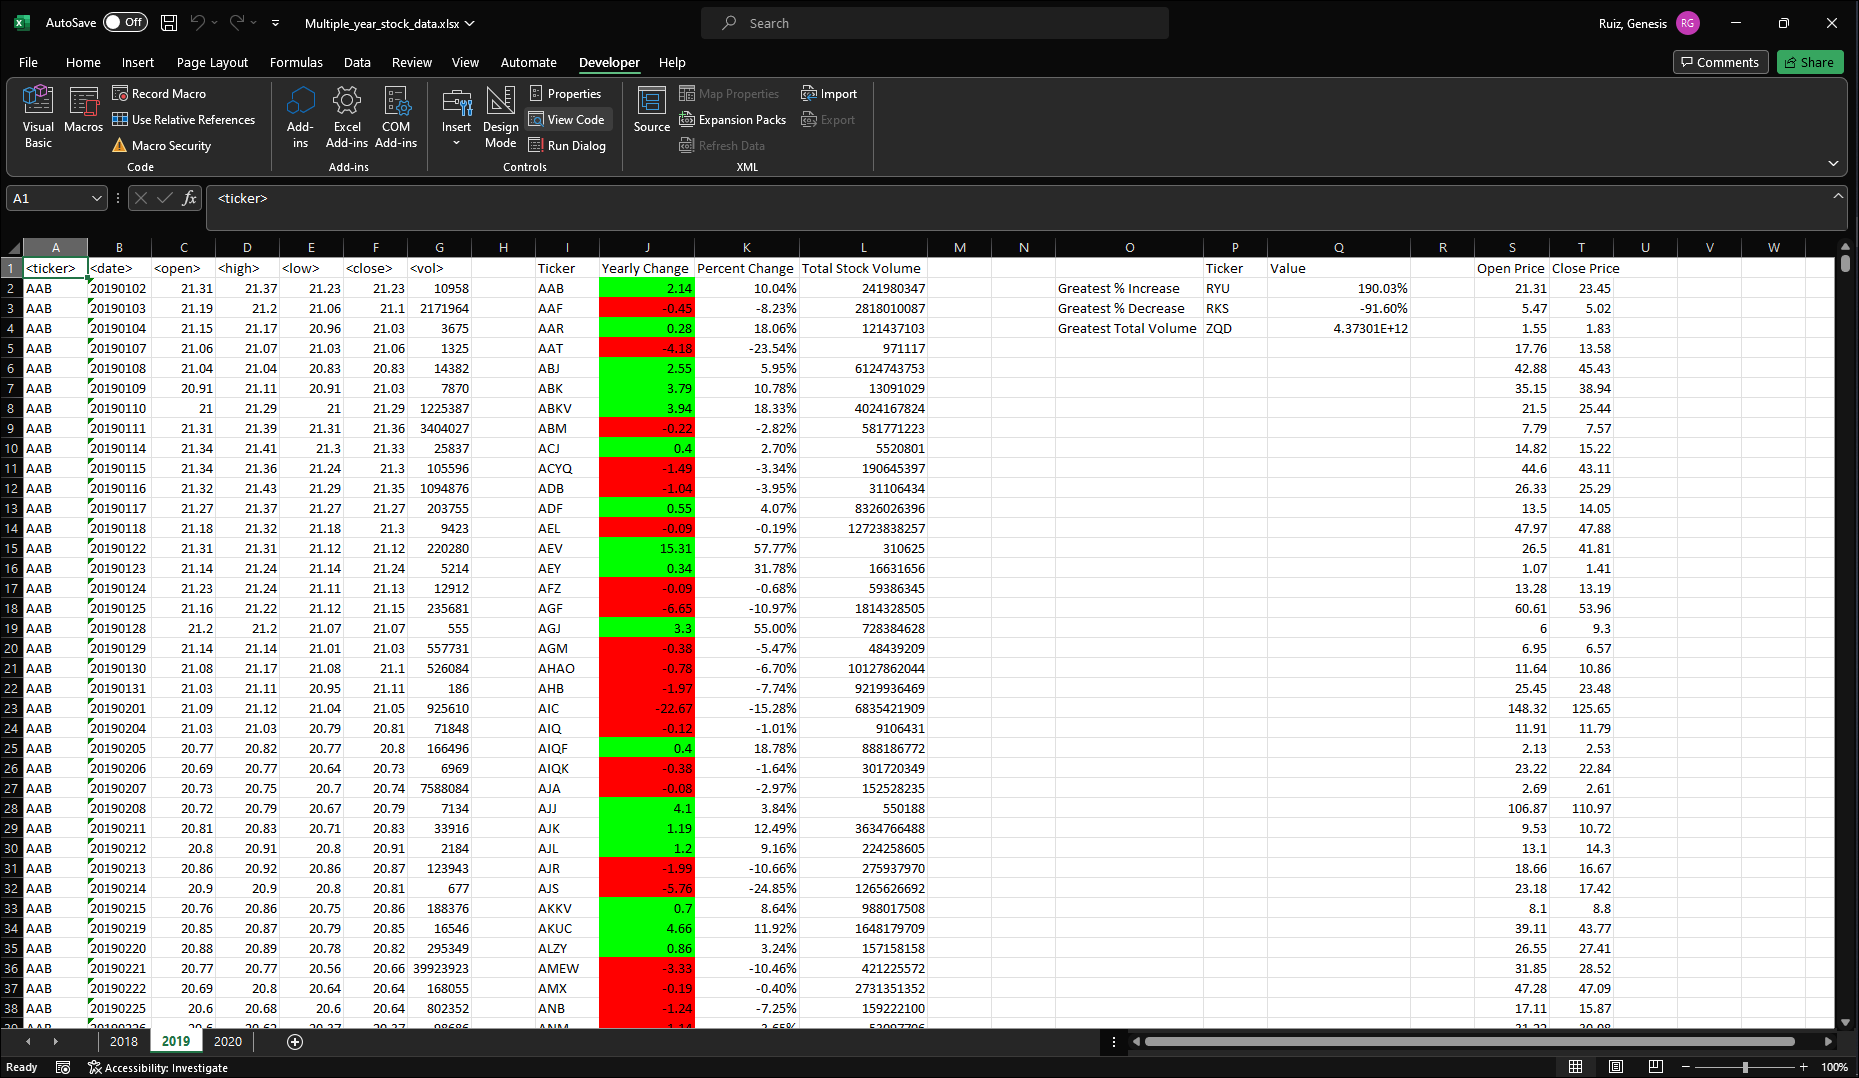 AutoSave Off Multiple_year_stock_data.xlsx Search Ruiz, Genesis RG
File Home Insert Page Layout Formulas Data Review View Automate Developer Help Comments Share
Visual Basic Macros Record Macro Use Relative References Macro Security Code
Add-ins Excel Add-ins COM Add-ins Add-ins
Insert Design Mode Properties View Code Run Dialog Controls
Source Map Properties Expansion Packs Refresh Data Import Export XML
A1 fx <ticker>
A B C D E F G H I J K L M N O P Q R S T U V W
1 <ticker> <date> <open> <high> <low> <close> <vol> Ticker Yearly Change Percent Change Total Stock Volume Ticker Value Open Price Close Price
2 AAB 20190102 21.31 21.37 21.23 21.23 10958 AAB 2.14 10.04% 241980347 Greatest % Increase RYU 190.03% 21.31 23.45
3 AAB 20190103 21.19 21.2 21.06 21.1 2171964 AAF -0.45 -8.23% 2818010087 Greatest % Decrease RKS -91.60% 5.47 5.02
4 AAB 20190104 21.15 21.17 20.96 21.03 3675 AAR 0.28 18.06% 121437103 Greatest Total Volume ZQD 4.37301E+12 1.55 1.83
5 AAB 20190107 21.06 21.07 21.03 21.06 1325 AAT -4.18 -23.54% 971117 17.76 13.58
6 AAB 20190108 21.04 21.04 20.83 20.83 14382 ABJ 2.55 5.95% 6124743753 42.88 45.43
7 AAB 20190109 20.91 21.11 20.91 21.03 7870 ABK 3.79 10.78% 13091029 35.15 38.94
8 AAB 20190110 21 21.29 21 21.29 1225387 ABKV 3.94 18.33% 4024167824 21.5 25.44
9 AAB 20190111 21.31 21.39 21.31 21.36 3404027 ABM -0.22 -2.82% 581771223 7.79 7.57
10 AAB 20190114 21.34 21.41 21.3 21.33 25837 ACJ 0.4 2.70% 5520801 14.82 15.22
11 AAB 20190115 21.34 21.36 21.24 21.3 105596 ACYQ -1.49 -3.34% 190645397 44.6 43.11
12 AAB 20190116 21.32 21.43 21.29 21.35 1094876 ADB -1.04 -3.95% 31106434 26.33 25.29
13 AAB 20190117 21.27 21.37 21.27 21.27 203755 ADF 0.55 4.07% 8326026396 13.5 14.05
14 AAB 20190118 21.18 21.32 21.18 21.3 9423 AEL -0.09 -0.19% 12723838257 47.97 47.88
15 AAB 20190122 21.31 21.31 21.12 21.12 220280 AEV 15.31 57.77% 310625 26.5 41.81
16 AAB 20190123 21.14 21.24 21.14 21.24 5214 AEY 0.34 31.78% 16631656 1.07 1.41
17 AAB 20190124 21.23 21.24 21.11 21.13 12912 AFZ -0.09 -0.68% 59386345 13.28 13.19
18 AAB 20190125 21.16 21.22 21.12 21.15 235681 AGF -6.65 -10.97% 1814328505 60.61 53.96
19 AAB 20190128 21.2 21.2 21.07 21.07 555 AGJ 3.3 55.00% 728384628 6 9.3
20 AAB 20190129 21.14 21.14 21.01 21.03 557731 AGM -0.38 -5.47% 48439209 6.95 6.57
21 AAB 20190130 21.08 21.17 21.08 21.1 526084 AHAO -0.78 -6.70% 10127862044 11.64 10.86
22 AAB 20190131 21.03 21.11 20.95 21.11 186 AHB -1.97 -7.74% 9219936469 25.45 23.48
23 AAB 20190201 21.09 21.12 21.04 21.05 925610 AIC -22.67 -15.28% 6835421909 148.32 125.65
24 AAB 20190204 21.03 21.03 20.79 20.81 71848 AIQ -0.12 -1.01% 9106431 11.91 11.79
25 AAB 20190205 20.77 20.82 20.77 20.8 166496 AIQF 0.4 18.78% 888186772 2.13 2.53
26 AAB 20190206 20.69 20.77 20.64 20.73 6969 AIQK -0.38 -1.64% 301720349 23.22 22.84
27 AAB 20190207 20.73 20.75 20.7 20.74 7588084 AJA -0.08 -2.97% 152528235 2.69 2.61
28 AAB 20190208 20.72 20.79 20.67 20.79 7134 AJJ 4.1 3.84% 550188 106.87 110.97
29 AAB 20190211 20.81 20.83 20.71 20.83 33916 AJK 1.19 12.49% 3634766488 9.53 10.72
30 AAB 20190212 20.8 20.91 20.8 20.91 2184 AJL 1.2 9.16% 224258605 13.1 14.3
31 AAB 20190213 20.86 20.92 20.86 20.87 123943 AJR -1.99 -10.66% 275937970 18.66 16.67
32 AAB 20190214 20.9 20.9 20.8 20.81 677 AJS -5.76 -24.85% 1265626692 23.18 17.42
33 AAB 20190215 20.76 20.86 20.75 20.86 188376 AKKV 0.7 8.64% 988017508 8.1 8.8
34 AAB 20190219 20.85 20.87 20.79 20.85 16546 AKUC 4.66 11.92% 1648179709 39.11 43.77
35 AAB 20190220 20.88 20.89 20.78 20.82 295349 ALZY 0.86 3.24% 157158158 26.55 27.41
36 AAB 20190221 20.77 20.77 20.56 20.66 39923923 AMEW -3.33 -10.46% 421225572 31.85 28.52
37 AAB 20190222 20.69 20.8 20.64 20.64 168055 AMX -0.19 -0.40% 2731351352 47.28 47.09
38 AAB 20190225 20.6 20.68 20.6 20.64 802352 ANB -1.24 -7.25% 159222100 17.11 15.87
2018 2019 2020
Ready Accessibility: Investigate 100%